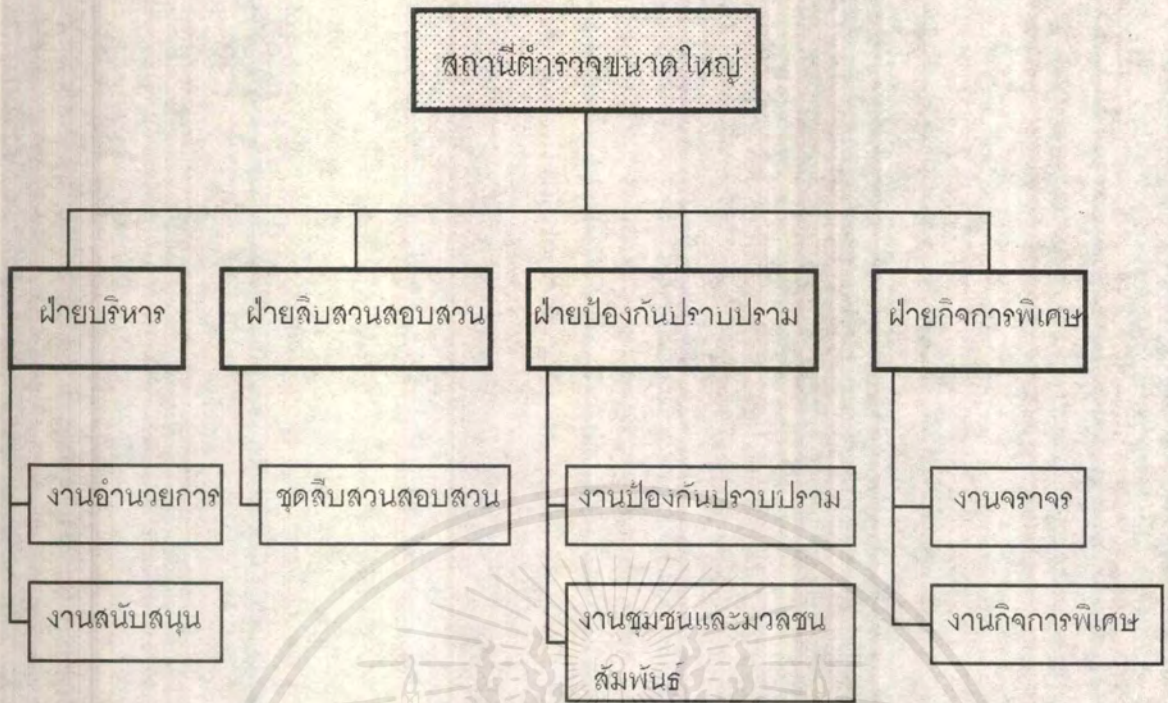 สถานีตำรวจขนาดใหญ่
ฝ่ายบริหาร
ฝ่ายสืบสวนสอบสวน
ฝ่ายป้องกันปราบปราม
ฝ่ายกิจการพิเศษ
งานอำนวยการ
ชุดสืบสวนสอบสวน
งานป้องกันปราบปราม
งานจราจร
งานสนับสนุน
งานชุมชนและมวลชน
สัมพันธ์
งานกิจการพิเศษ